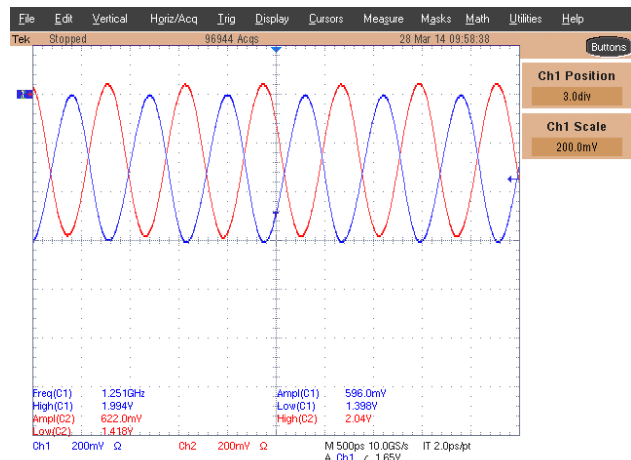 File Edit Vertical Horiz/Acq Trig Display Cursors Measure Masks Math Utilities Help
Tek Stopped 96944 Acqs 28 Mar 14 09:58:38
Buttons
Ch1 Position
3.0div
Ch1 Scale
200.0mV
Freq(C1) 1.251GHz
High(C1) 1.994V
Ampl(C2) 622.0mV
Low(C2) 1.418V
Ampl(C1) 596.0mV
Low(C1) 1.398V
High(C2) 2.04V
Ch1 200mV Ω Ch2 200mV Ω M 500ps 10.0GS/s IT 2.0ps/pt
A Ch1 1.65V